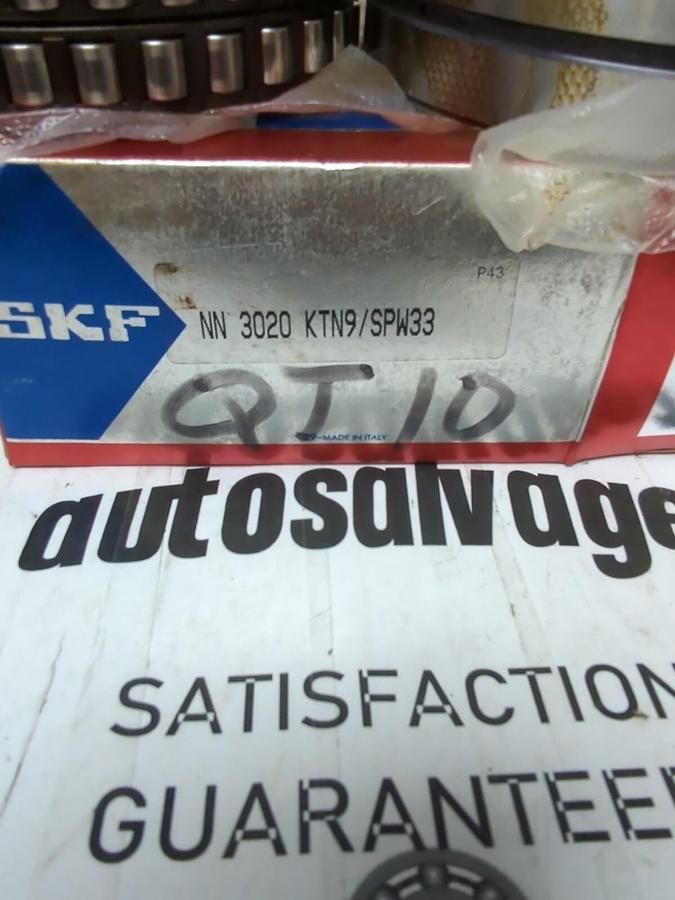 P43
SKF
NN 3020 KTN9/SPW33
QT 10
MADE IN ITALY
autosalvage
SATISFACTION
GUARANTEE